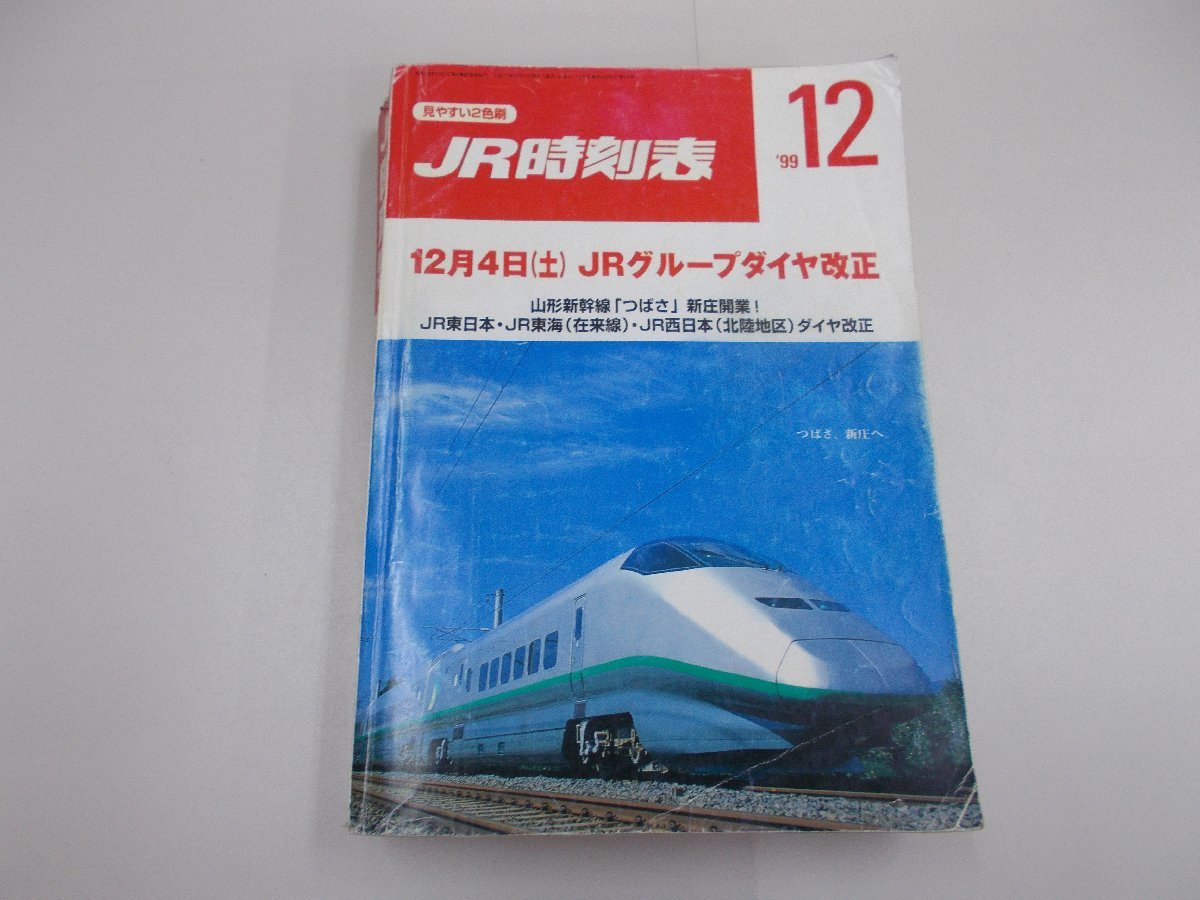 見やすい2色刷
JR時刻表
'99 12
12月4日(土) JRグループダイヤ改正
山形新幹線「つばさ」新庄開業!
JR東日本・JR東海(在来線)・JR西日本(北陸地区)ダイヤ改正
つばさ、新庄へ